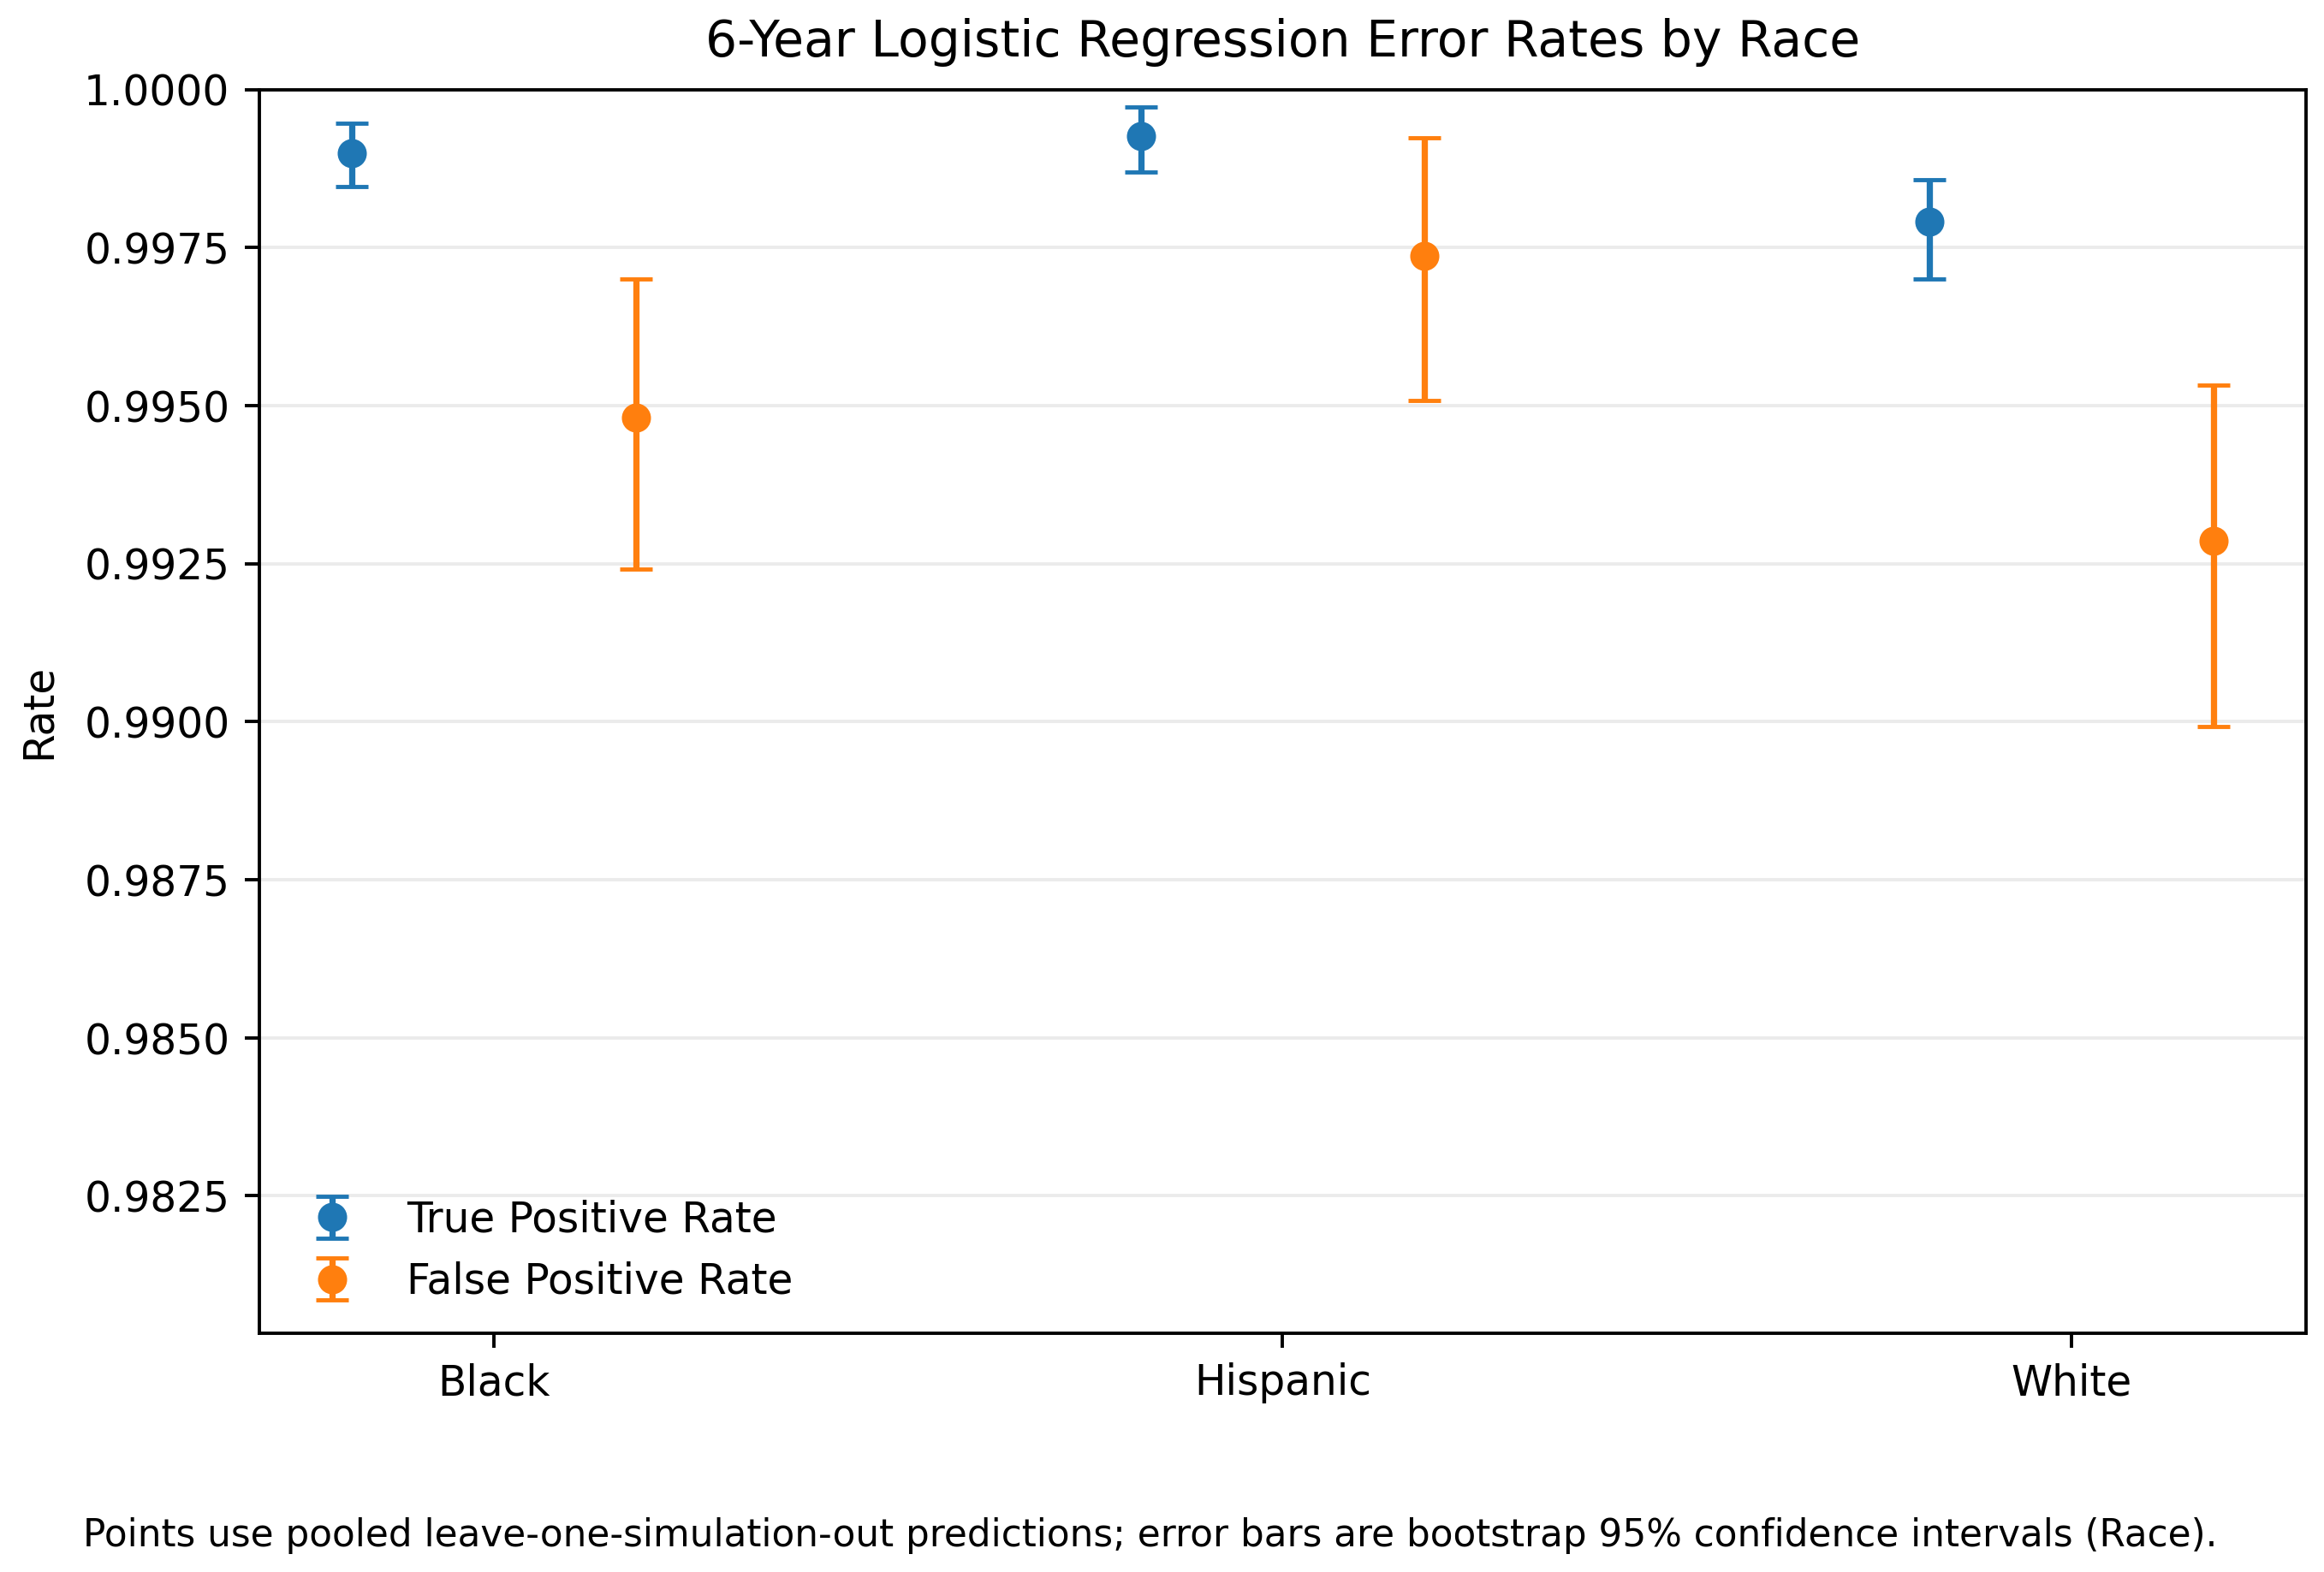 6-Year Logistic Regression Error Rates by Race
1.0000
0.9975
0.9950
0.9925
0.9900
0.9875
0.9850
0.9825
Rate
True Positive Rate
False Positive Rate
Black
Hispanic
White
Points use pooled leave-one-simulation-out predictions; error bars are bootstrap 95% confidence intervals (Race).